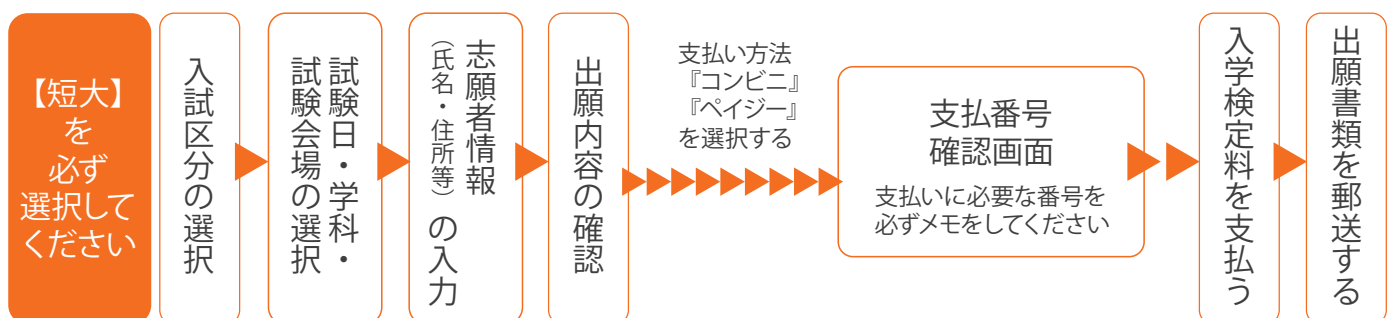 【短大】
を
必ず
選択して
ください
入試区分の選択
試験日・学科・
試験会場の選択
志願者情報
（氏名・住所等）
の入力
出願内容の確認
支払い方法
『コンビニ』
『ペイジー』
を選択する
支払番号
確認画面
支払いに必要な番号を
必ずメモをしてください
入学検定料を支払う
出願書類を郵送する